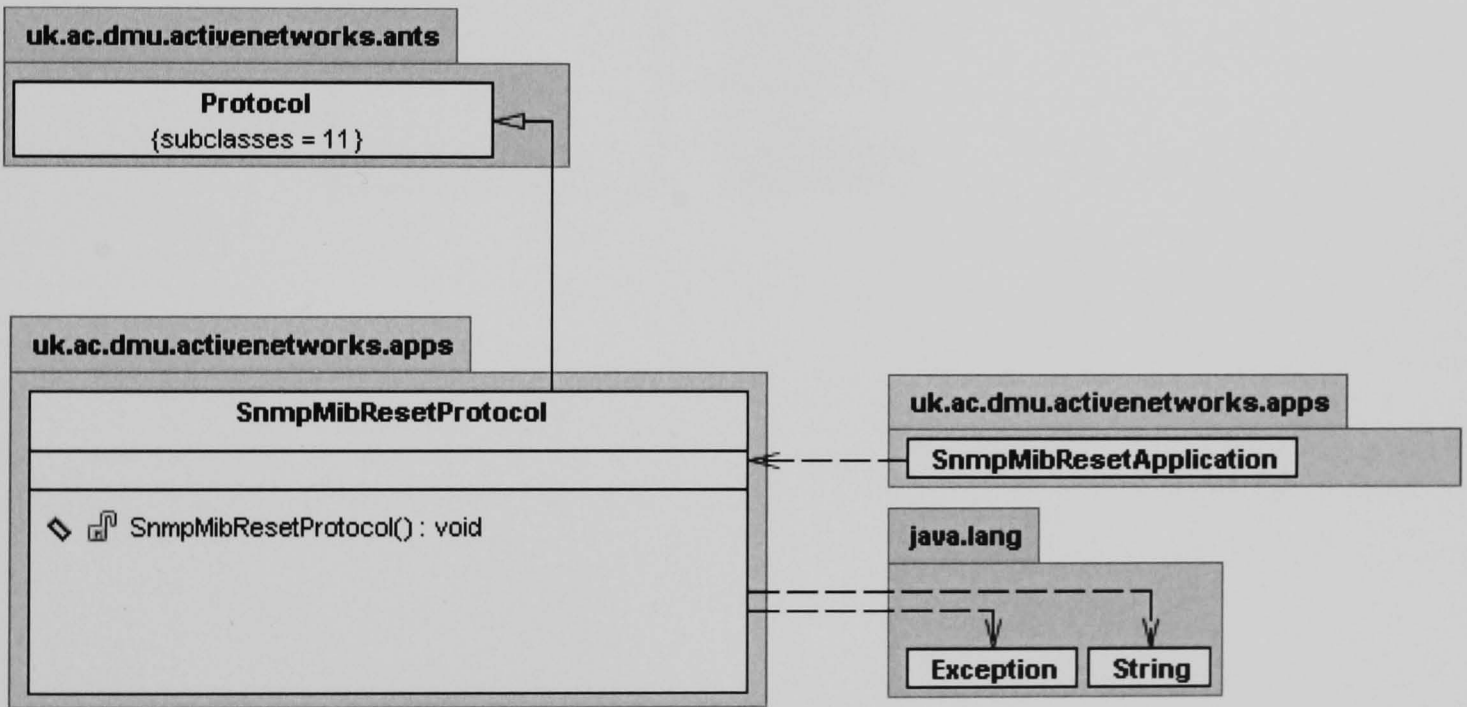 uk.ac.dmu.activenetworks.ants
Protocol
{subclasses = 11}
uk.ac.dmu.activenetworks.apps
SnmpMibResetProtocol
SnmpMibResetProtocol() : void
uk.ac.dmu.activenetworks.apps
SnmpMibResetApplication
java.lang
Exception
String